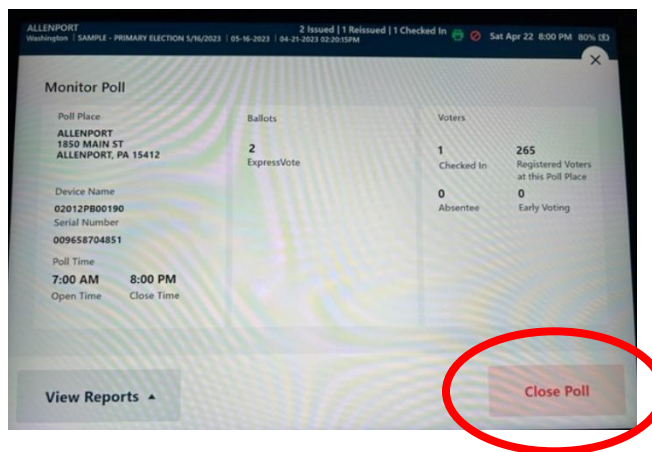 ALLENPORT
2 Issued | 1 Reissued | 1 Checked In
Sat Apr 22 8:00 PM 80%
Washington | SAMPLE - PRIMARY ELECTION 5/16/2023 | 05-16-2023 | 04-21-2023 02:20:15PM
Monitor Poll
Poll Place
ALLENPORT
1850 MAIN ST
ALLENPORT, PA 15412
Device Name
02012PB00190
Serial Number
009658704851
Poll Time
7:00 AM 8:00 PM
Open Time Close Time
Ballots
2
ExpressVote
Voters
1 265
Checked In Registered Voters
at this Poll Place
0 0
Absentee Early Voting
View Reports
Close Poll